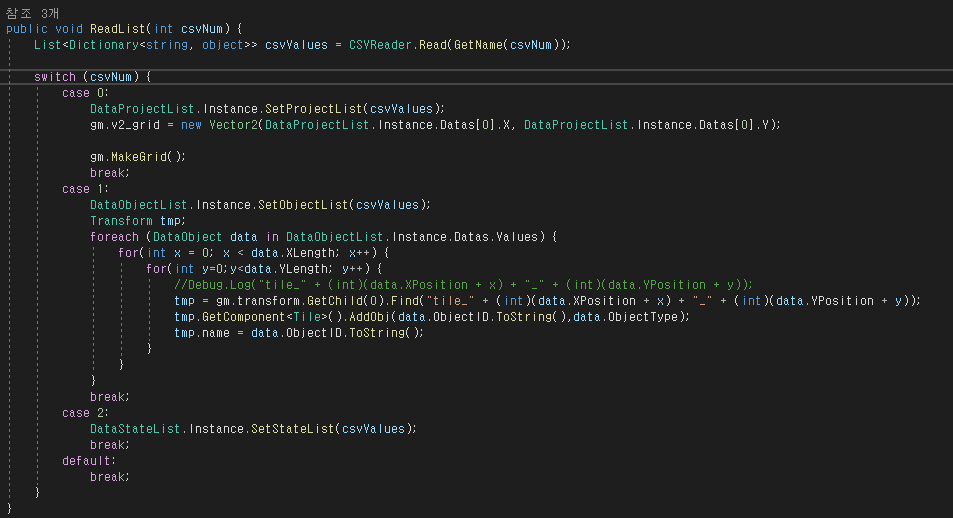 참조 3개
public void ReadList(int csvNum) {
List<Dictionary<string, object>> csvValues = CSVReader.Read(GetName(csvNum));
switch (csvNum) {
case 0:
DataProjectList.Instance.SetProjectList(csvValues);
gm.v2_grid = new Vector2(DataProjectList.Instance.Datas[0].X, DataProjectList.Instance.Datas[0].Y);
gm.MakeGrid();
break;
case 1:
DataObjectList.Instance.SetObjectList(csvValues);
Transform tmp;
foreach (DataObject data in DataObjectList.Instance.Datas.Values) {
for(int x = 0; x < data.XLength; x++) {
for(int y=0;y<data.YLength; y++) {
//Debug.Log("tile_" + (int)(data.XPosition + x) + "_" + (int)(data.YPosition + y));
tmp = gm.transform.GetChild(0).Find("tile_" + (int)(data.XPosition + x) + "_" + (int)(data.YPosition + y));
tmp.GetComponent<Tile>().AddObj(data.ObjectID.ToString(),data.ObjectType);
tmp.name = data.ObjectID.ToString();
}
}
}
break;
case 2:
DataStateList.Instance.SetStateList(csvValues);
break;
default:
break;
}
}